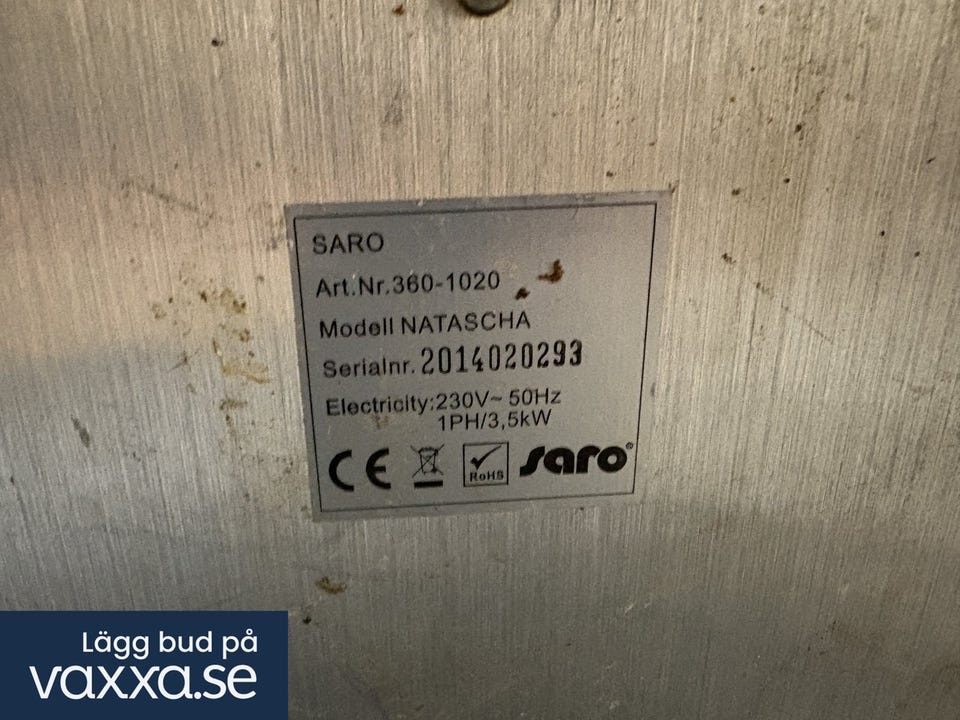 SARO
Art.Nr.360-1020
Modell NATASCHA
Serialnr. 2014020293
Electricity:230V~ 50Hz
1PH/3,5kW
CE
RoHS
saro®
Lägg bud på
vaxxa.se